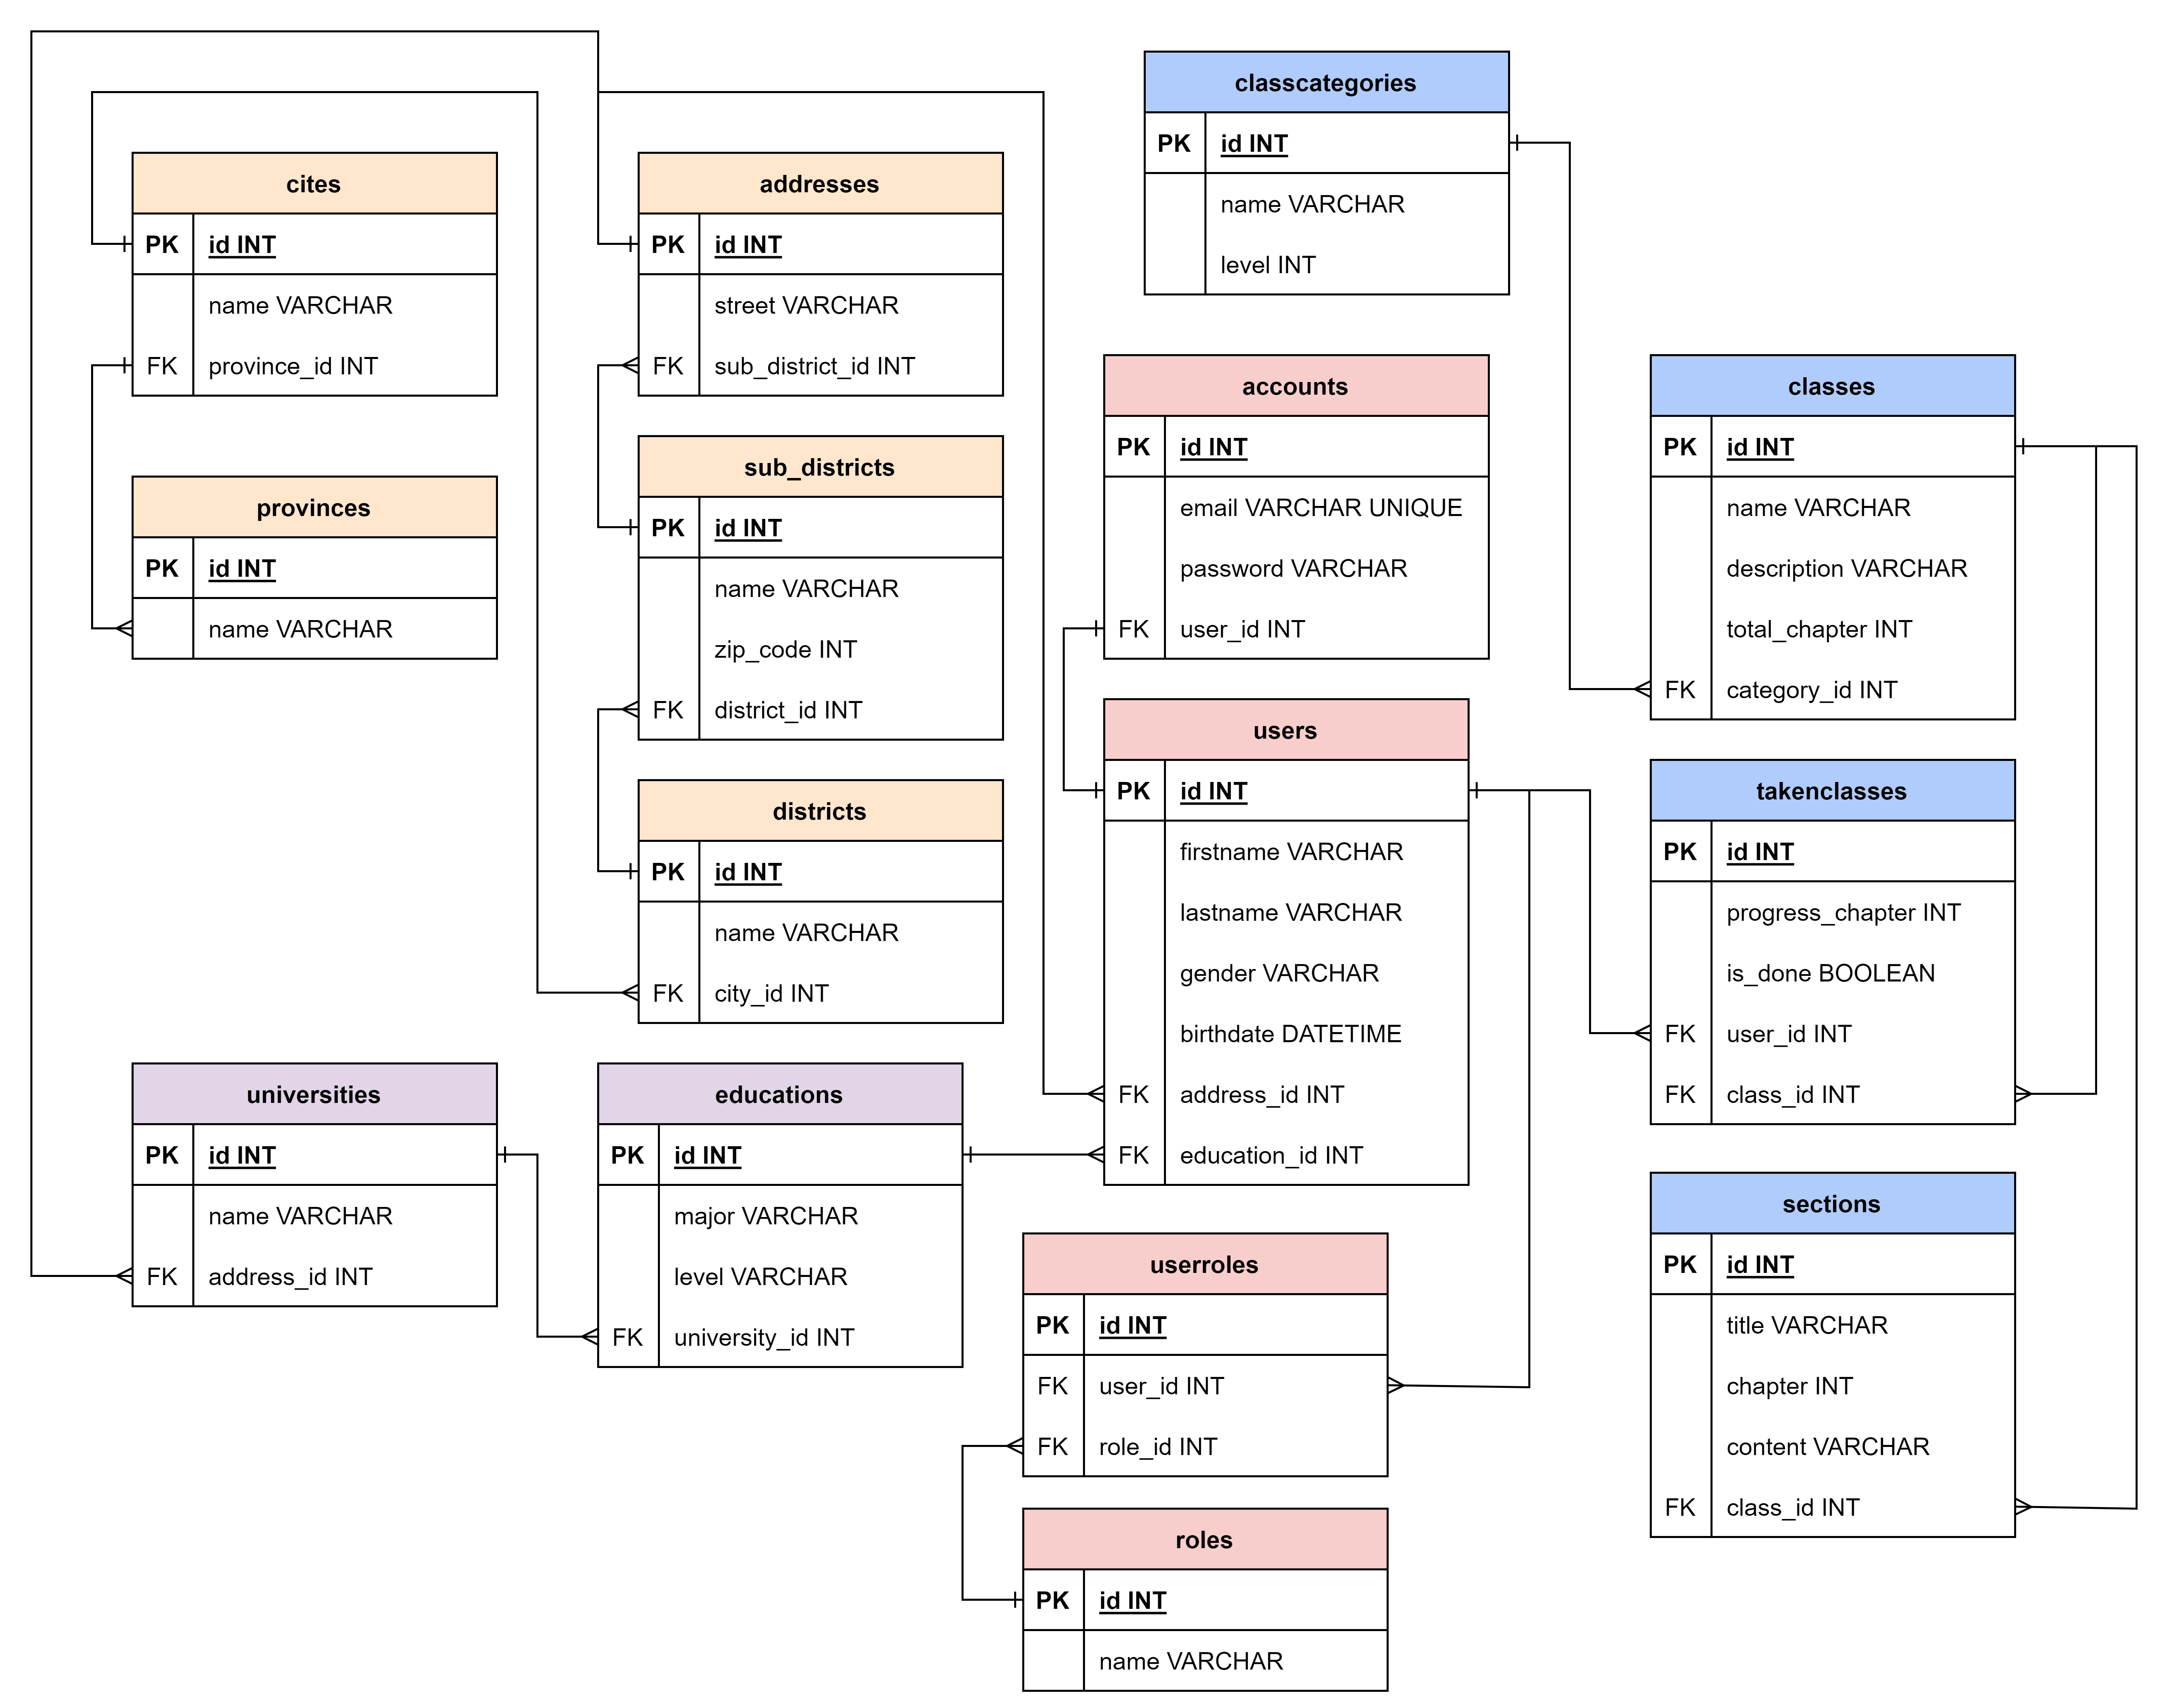 classcategories
PK id INT
name VARCHAR
level INT
cites
PK id INT
name VARCHAR
FK province_id INT
addresses
PK id INT
street VARCHAR
FK sub_district_id INT
accounts
PK id INT
email VARCHAR UNIQUE
password VARCHAR
FK user_id INT
classes
PK id INT
name VARCHAR
description VARCHAR
total_chapter INT
FK category_id INT
provinces
PK id INT
name VARCHAR
sub_districts
PK id INT
name VARCHAR
zip_code INT
FK district_id INT
users
PK id INT
firstname VARCHAR
lastname VARCHAR
gender VARCHAR
birthdate DATETIME
FK address_id INT
FK education_id INT
takenclasses
PK id INT
progress_chapter INT
is_done BOOLEAN
FK user_id INT
FK class_id INT
districts
PK id INT
name VARCHAR
FK city_id INT
universities
PK id INT
name VARCHAR
FK address_id INT
educations
PK id INT
major VARCHAR
level VARCHAR
FK university_id INT
userroles
PK id INT
FK user_id INT
FK role_id INT
sections
PK id INT
title VARCHAR
chapter INT
content VARCHAR
FK class_id INT
roles
PK id INT
name VARCHAR